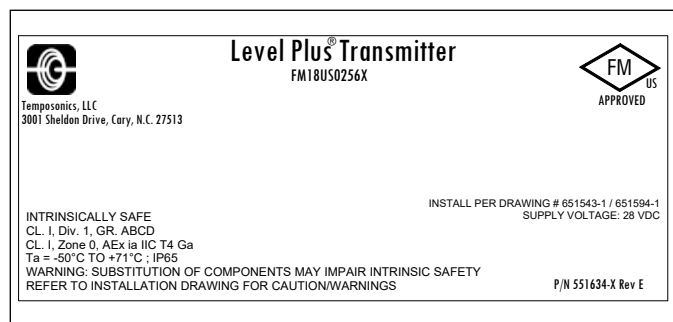 Level Plus® Transmitter
FM18US0256X
FM
US
APPROVED
Temposonics, LLC
3001 Sheldon Drive, Cary, N.C. 27513
INSTALL PER DRAWING # 651543-1 / 651594-1
SUPPLY VOLTAGE: 28 VDC
INTRINSICALLY SAFE
CL. I, Div. 1, GR. ABCD
CL. I, Zone 0, AEx ia IIC T4 Ga
Ta = -50°C TO +71°C ; IP65
WARNING: SUBSTITUTION OF COMPONENTS MAY IMPAIR INTRINSIC SAFETY
REFER TO INSTALLATION DRAWING FOR CAUTION/WARNINGS
P/N 551634-X Rev E